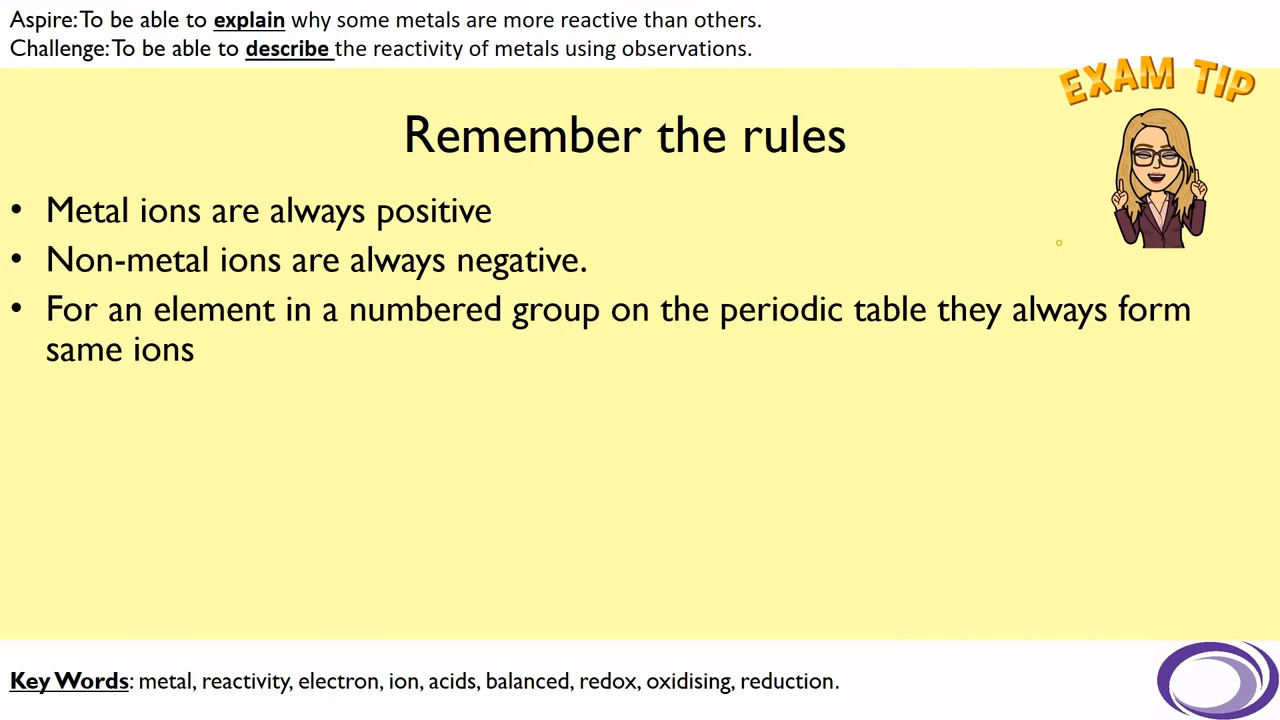 Aspire: To be able to explain why some metals are more reactive than others.
Challenge: To be able to describe the reactivity of metals using observations.
EXAM TIP
Remember the rules
• Metal ions are always positive
• Non-metal ions are always negative.
• For an element in a numbered group on the periodic table they always form
same ions
Key Words: metal, reactivity, electron, ion, acids, balanced, redox, oxidising, reduction.